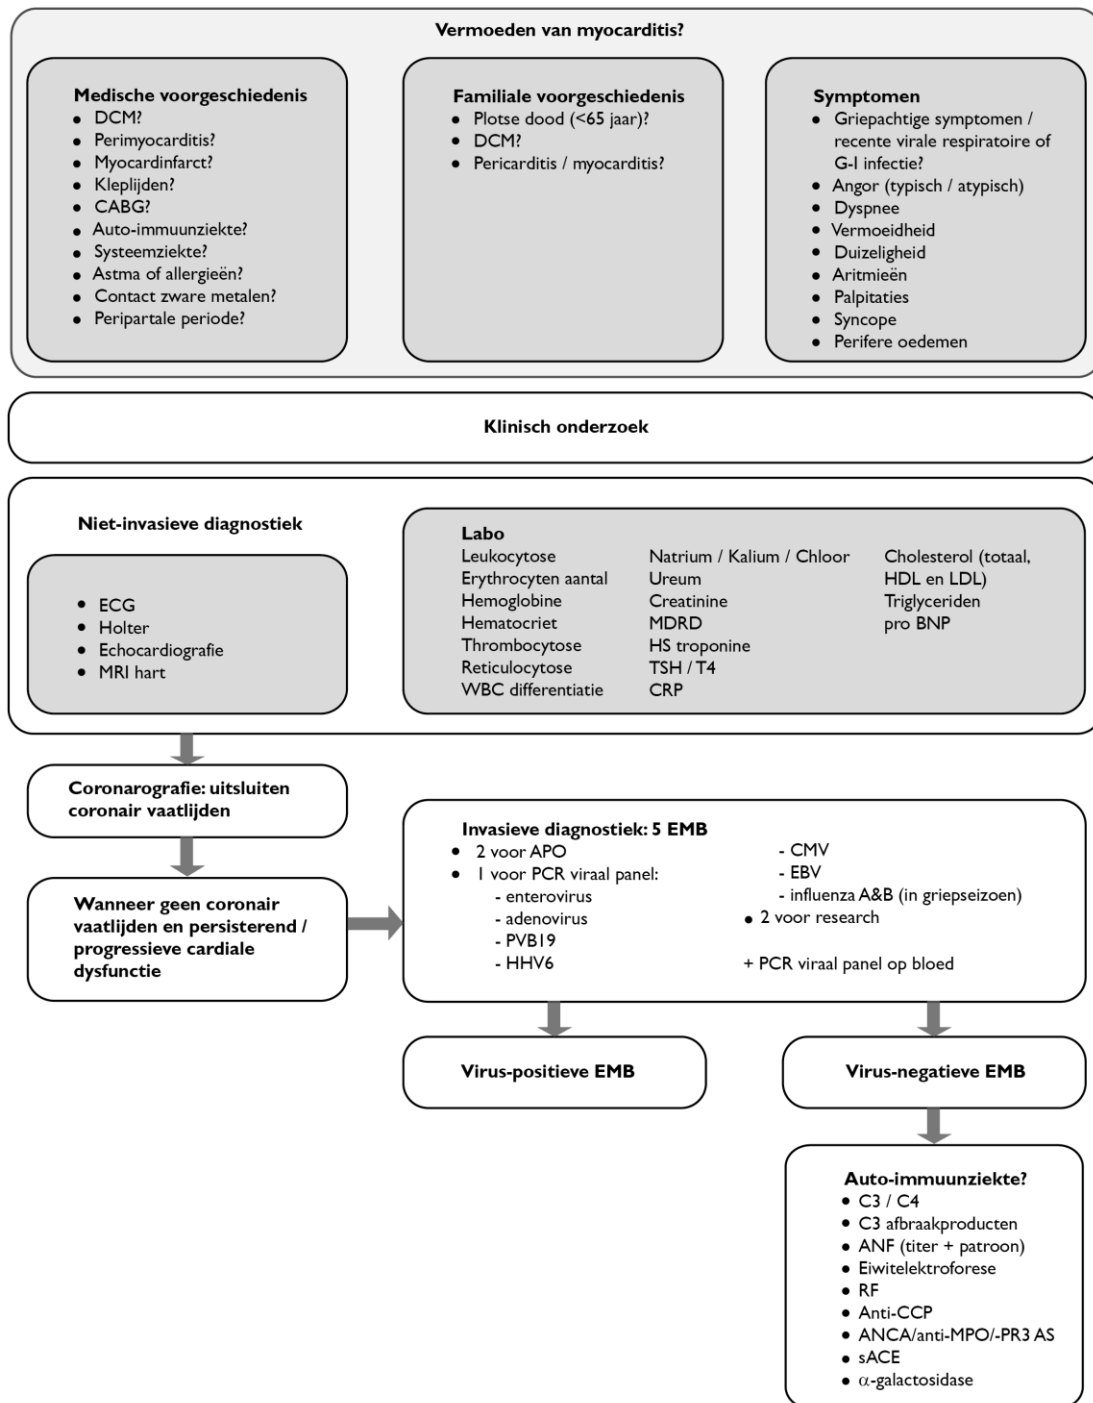 Vermoeden van myocarditis?
Medische voorgeschiedenis
• DCM?
• Perimyocarditis?
• Myocardinfarct?
• Kleplijden?
• CABG?
• Auto-immuunziekte?
• Systeemziekte?
• Astma of allergieën?
• Contact zware metalen?
• Peripartale periode?
Familiale voorgeschiedenis
• Plotse dood (<65 jaar)?
• DCM?
• Pericarditis / myocarditis?
Symptomen
• Griepachtige symptomen /
recente virale respiratoire of
G-I infectie?
• Angor (typisch / atypisch)
• Dyspnee
• Vermoeidheid
• Duizeligheid
• Aritmieën
• Palpitaties
• Syncope
• Perifere oedemen
Klinisch onderzoek
Niet-invasieve diagnostiek
• ECG
• Holter
• Echocardiografie
• MRI hart
Labo
Leukocytose
Erythrocyten aantal
Hemoglobine
Hematocriet
Thrombocytose
Reticulocytose
WBC differentiatie
Natrium / Kalium / Chloor
Ureum
Creatinine
MDRD
HS troponine
TSH / T4
CRP
Cholesterol (totaal,
HDL en LDL)
Triglyceriden
pro BNP
Coronarografie: uitsluiten
coronair vaatlijden
Wanneer geen coronair
vaatlijden en persisterend /
progressieve cardiale
dysfunctie
Invasieve diagnostiek: 5 EMB
• 2 voor APO
• 1 voor PCR viraal panel:
- enterovirus
- adenovirus
- PVB19
- HHV6
- CMV
- EBV
- influenza A&B (in griepseizoen)
• 2 voor research
+ PCR viraal panel op bloed
Virus-positieve EMB
Virus-negatieve EMB
Auto-immuunziekte?
• C3 / C4
• C3 afbraakproducten
• ANF (titer + patroon)
• Eiwitelektroforese
• RF
• Anti-CCP
• ANCA/anti-MPO/-PR3 AS
• sACE
• α-galactosidase